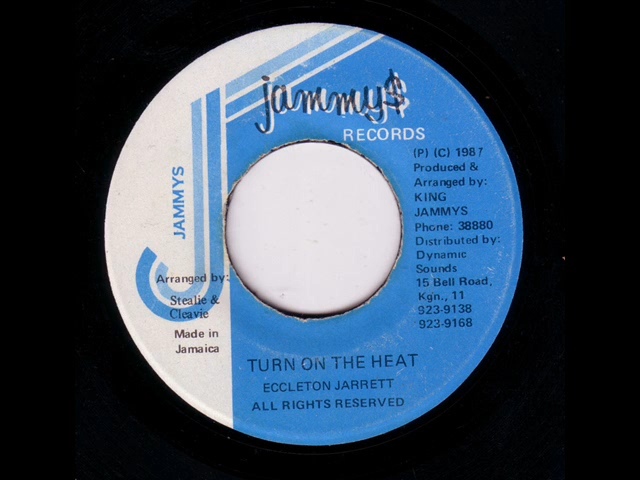 jammy$
RECORDS
JAMMYS
(P) (C) 1987
Produced &
Arranged by:
KING
JAMMYS
Phone: 38880
Distributed by:
Dynamic
Sounds
15 Bell Road,
Kgn., 11
923-9138
923-9168
Arranged by:
Stealie &
Cleavie
Made in
Jamaica
TURN ON THE HEAT
ECCLETON JARRETT
ALL RIGHTS RESERVED